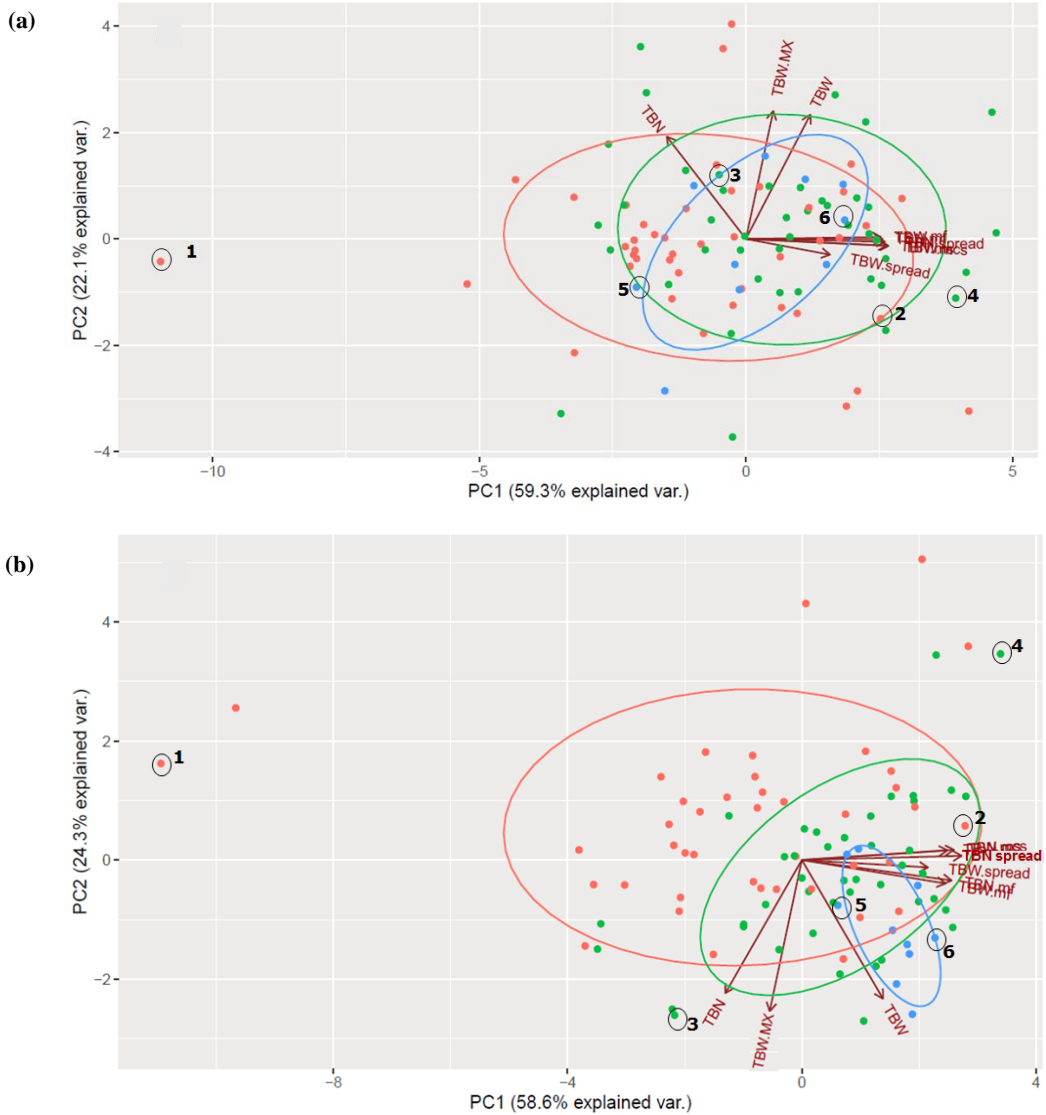 (a)
4
2
0
−2
−4
PC2 (22.1% explained var.)
TBW.MX
TBW
TBN
1
2
3
4
5
6
TBW.mf
TBW.spread
−10
−5
0
5
PC1 (59.3% explained var.)
(b)
4
2
0
−2
PC2 (24.3% explained var.)
4
1
2
TBN spread
TBW.spread
TBW.mf
5
6
3
TBN
TBW.MX
TBW
−8
−4
0
4
PC1 (58.6% explained var.)